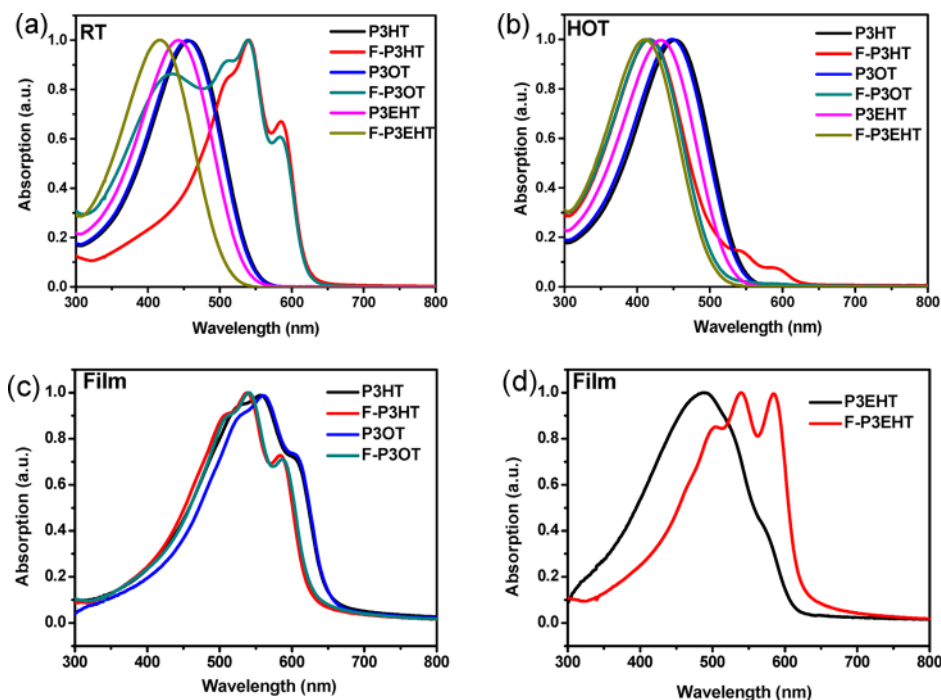 (a)
RT
P3HT
F-P3HT
P3OT
F-P3OT
P3EHT
F-P3EHT
Absorption (a.u.)
1.0
0.8
0.6
0.4
0.2
0.0
300 400 500 600 700 800
Wavelength (nm)
(b)
HOT
P3HT
F-P3HT
P3OT
F-P3OT
P3EHT
F-P3EHT
Absorption (a.u.)
1.0
0.8
0.6
0.4
0.2
0.0
300 400 500 600 700 800
Wavelength (nm)
(c)
Film
P3HT
F-P3HT
P3OT
F-P3OT
Absorption (a.u.)
1.0
0.8
0.6
0.4
0.2
0.0
300 400 500 600 700 800
Wavelength (nm)
(d)
Film
P3EHT
F-P3EHT
Absorption (a.u.)
1.0
0.8
0.6
0.4
0.2
0.0
300 400 500 600 700 800
Wavelength (nm)